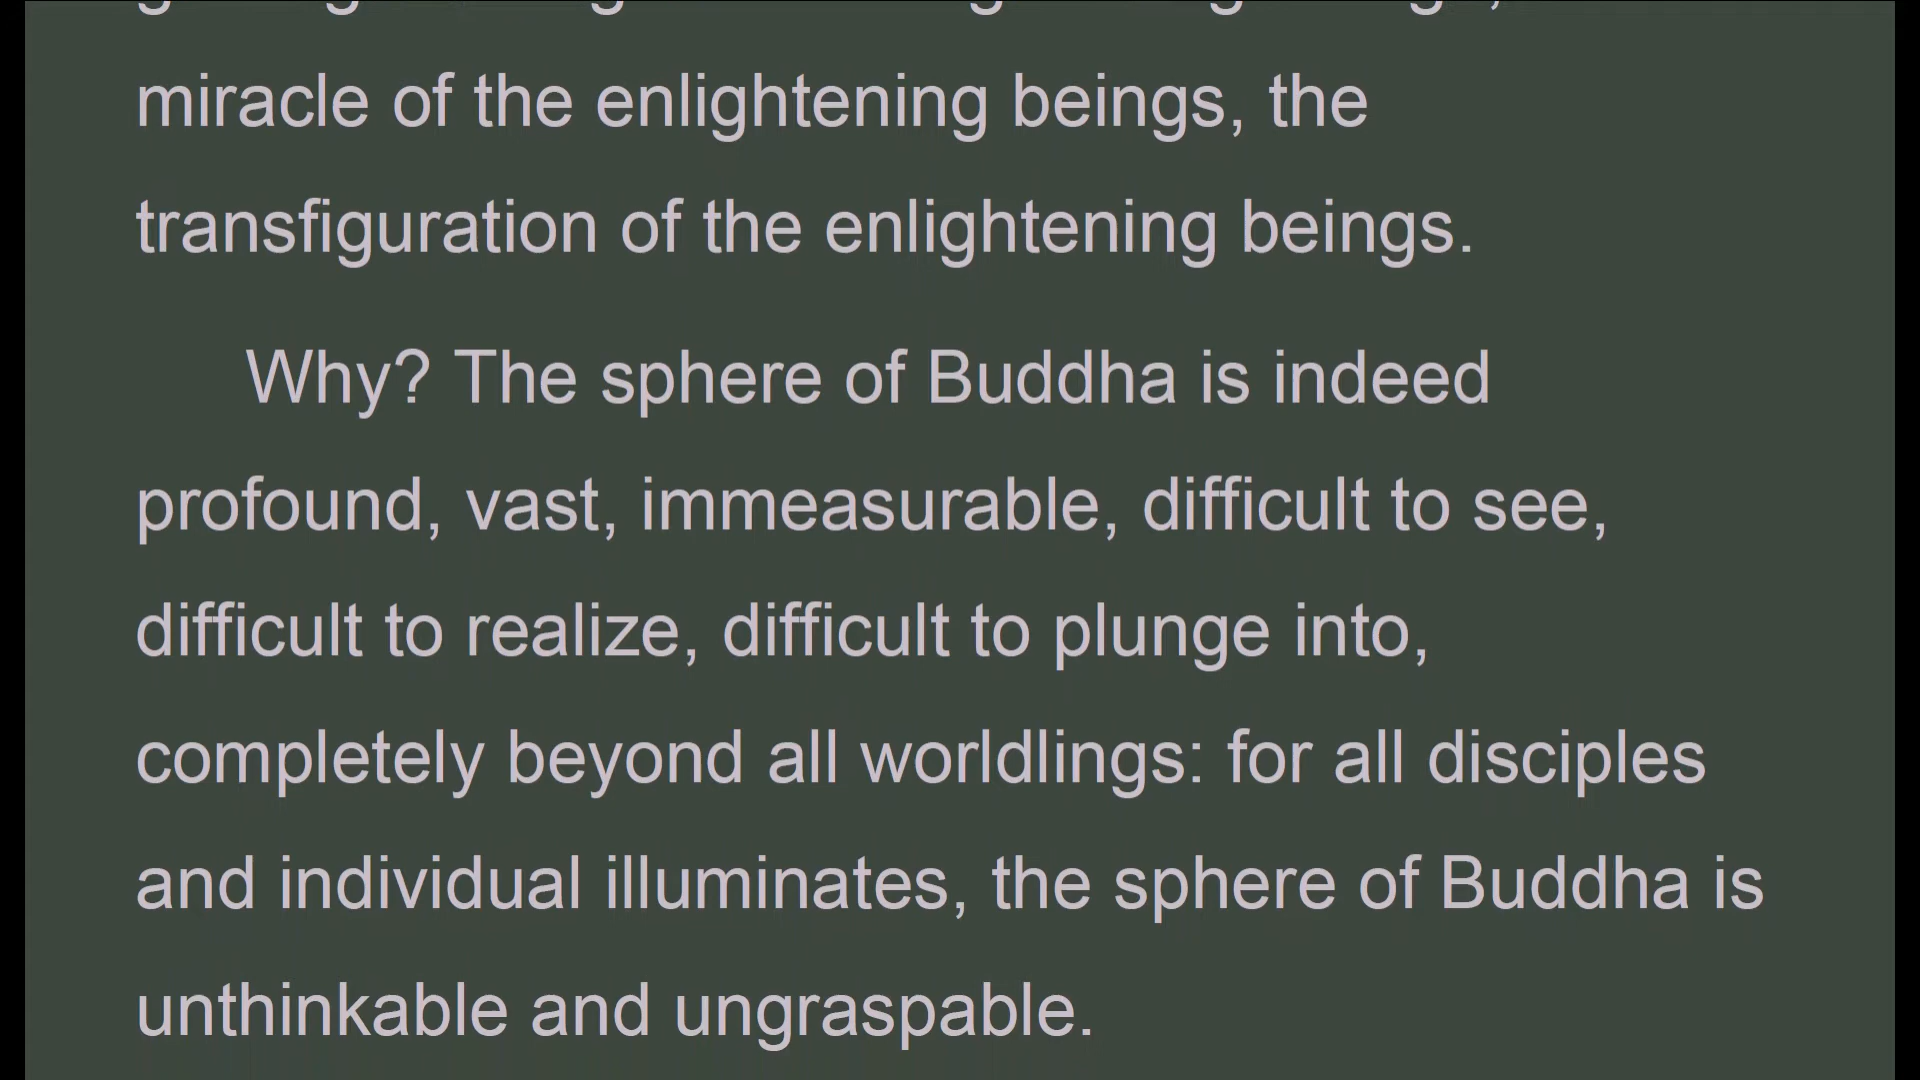 miracle of the enlightening beings, the
transfiguration of the enlightening beings.
Why? The sphere of Buddha is indeed
profound, vast, immeasurable, difficult to see,
difficult to realize, difficult to plunge into,
completely beyond all worldlings: for all disciples
and individual illuminates, the sphere of Buddha is
unthinkable and ungraspable.